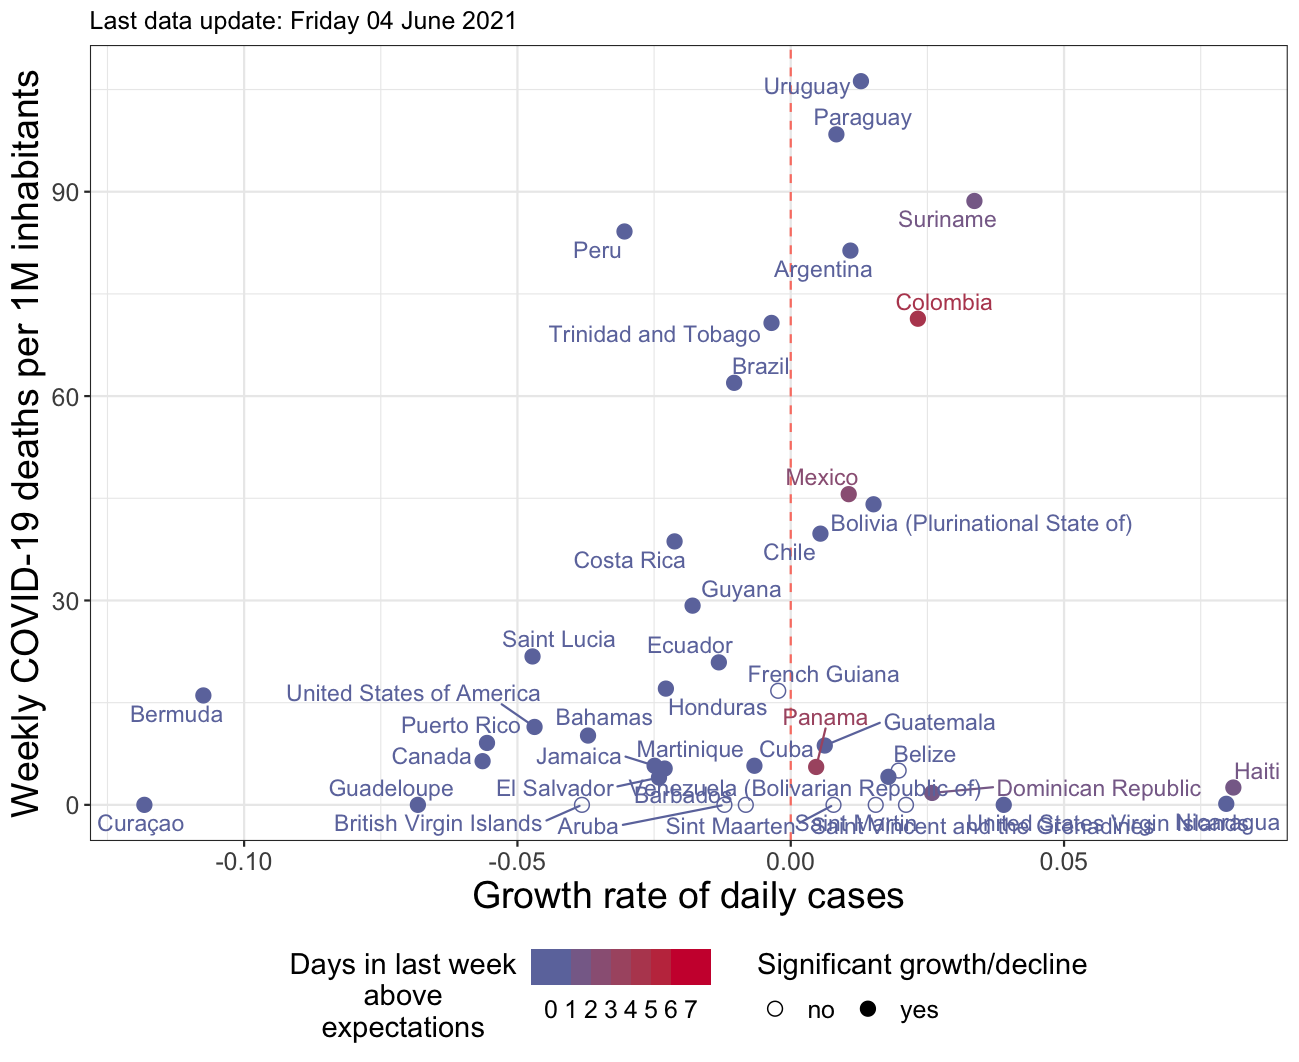 Last data update: Friday 04 June 2021
Weekly COVID-19 deaths per 1M inhabitants
90
60
30
0
Uruguay
Paraguay
Suriname
Peru
Argentina
Colombia
Trinidad and Tobago
Brazil
Mexico
Bolivia (Plurinational State of)
Chile
Costa Rica
Guyana
Saint Lucia
Ecuador
French Guiana
United States of America
Honduras
Bermuda
Bahamas
Panama
Guatemala
Puerto Rico
Martinique
Cuba
Belize
Canada
Jamaica
Haiti
Guadeloupe
El Salvador
Venezuela (Bolivarian Republic of)
Dominican Republic
Barbados
Curaçao
British Virgin Islands
Aruba
Sint Maarten
Saint Martin
Saint Vincent and the Grenadines
United States Virgin Islands
Nicaragua
-0.10
-0.05
0.00
0.05
Growth rate of daily cases
Days in last week
above
expectations
0 1 2 3 4 5 6 7
Significant growth/decline
no
yes